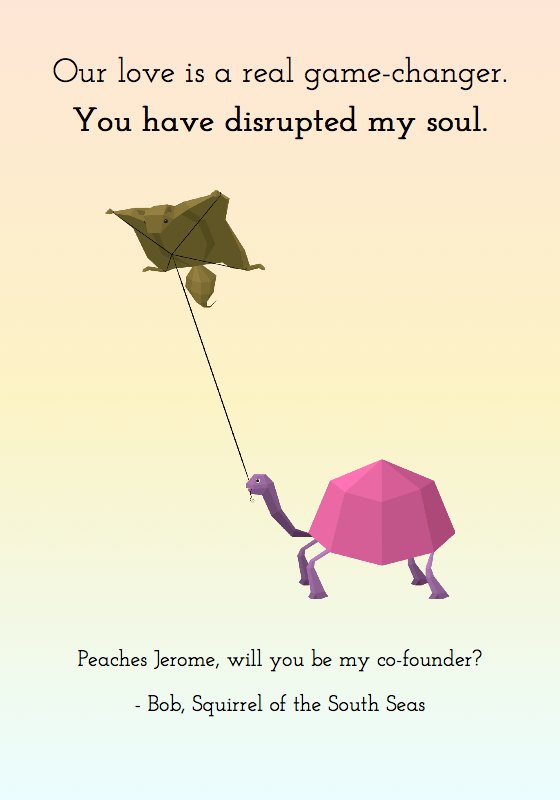 Our love is a real game-changer.
You have disrupted my soul.
Peaches Jerome, will you be my co-founder?
- Bob, Squirrel of the South Seas